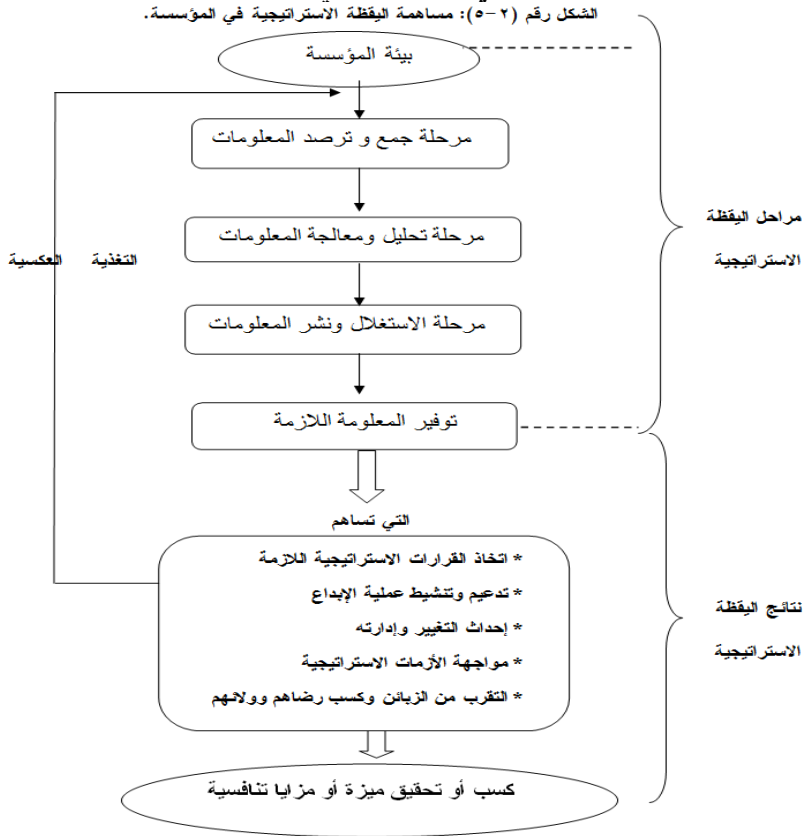 الشكل رقم (٢-٥): مساهمة اليقظة الاستراتيجية في المؤسسة.
بيئة المؤسسة
مرحلة جمع و ترصد المعلومات
مرحلة تحليل ومعالجة المعلومات
مرحلة الاستغلال ونشر المعلومات
توفير المعلومة اللازمة
مراحل اليقظة
الاستراتيجية
التغذية العكسية
التي تساهم
* اتخاذ القرارات الاستراتيجية اللازمة
* تدعيم وتنشيط عملية الإبداع
* إحداث التغيير وإدارته
* مواجهة الأزمات الاستراتيجية
* التقرب من الزبائن وكسب رضاهم وولائهم
نتائج اليقظة
الاستراتيجية
كسب أو تحقيق ميزة أو مزايا تنافسية